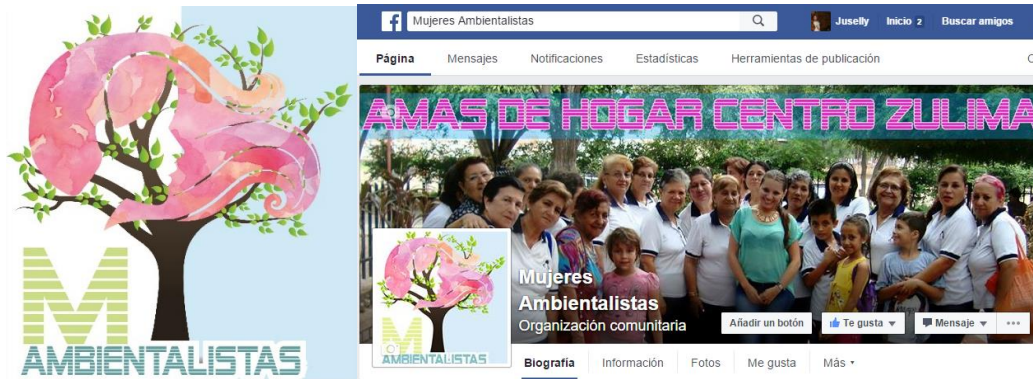 M
AMBIENTALISTAS
Mujeres Ambientalistas
Juselly Inicio 2 Buscar amigos
Página Mensajes Notificaciones Estadísticas Herramientas de publicación
AMAS DE HOGAR CENTRO ZULIMA
M
AMBIENTALISTAS
Mujeres
Ambientalistas
Organización comunitaria
Añadir un botón Te gusta Mensaje
Biografía Información Fotos Me gusta Más